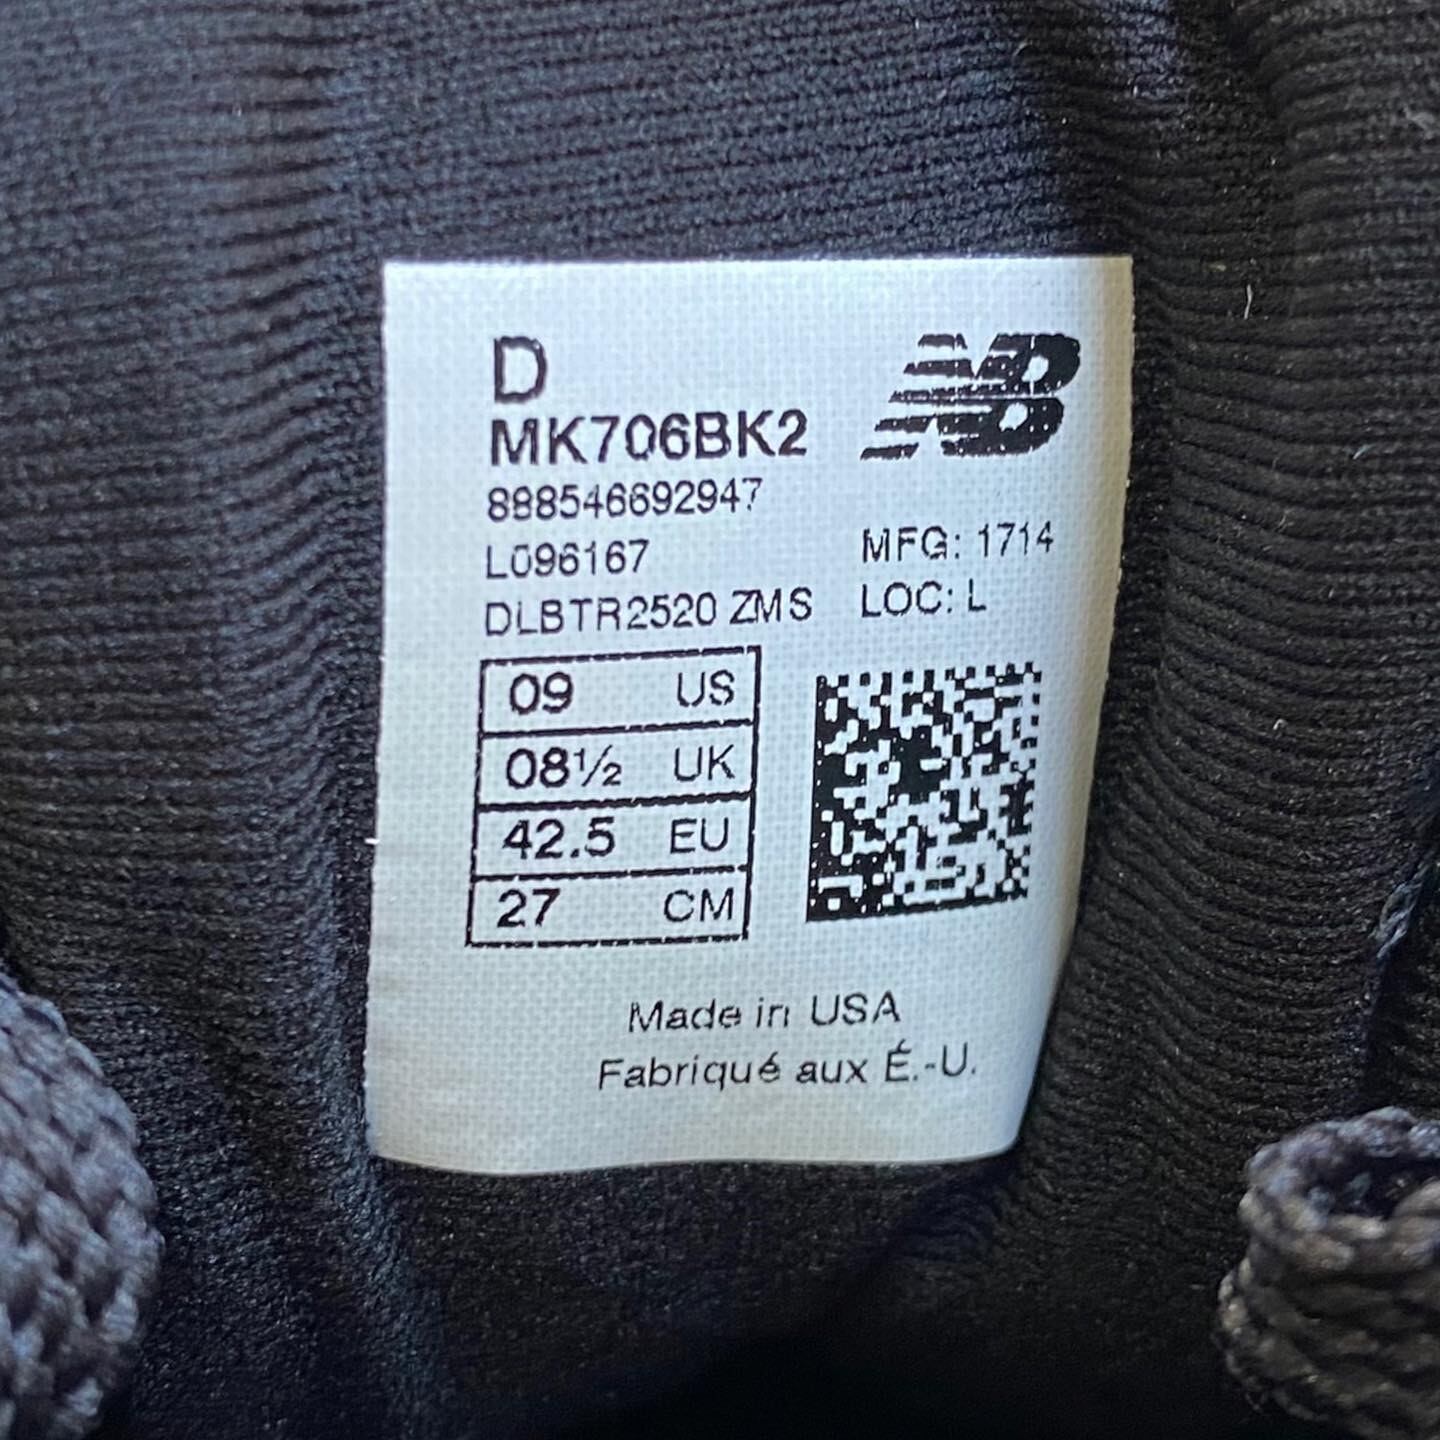 D
NB
MK706BK2
888546692947
L096167
MFG: 1714
DLBTR2520 ZMS
LOC: L
09 US
08½ UK
42.5 EU
27 CM
Made in USA
Fabriqué aux É.-U.